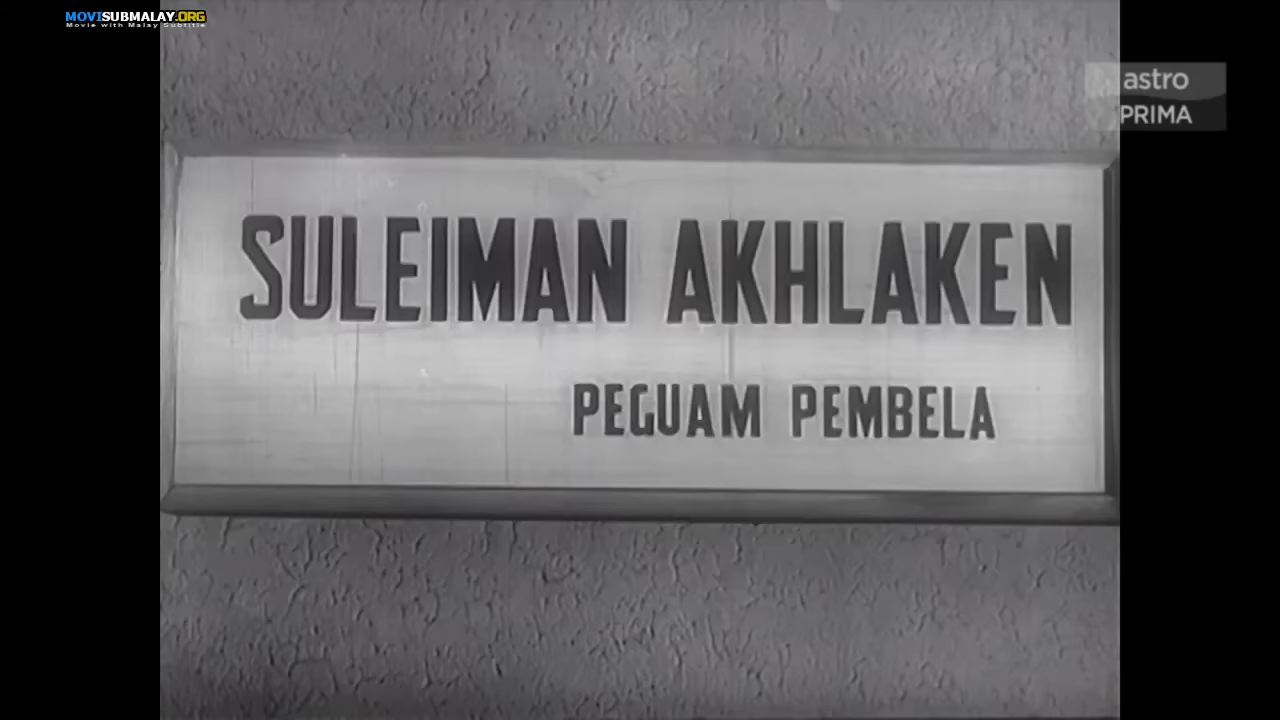 MOVISUBMALAY.ORG
Movie with Malay Subtitle
astro
PRIMA
SULEIMAN AKHLAKEN
PEGUAM PEMBELA